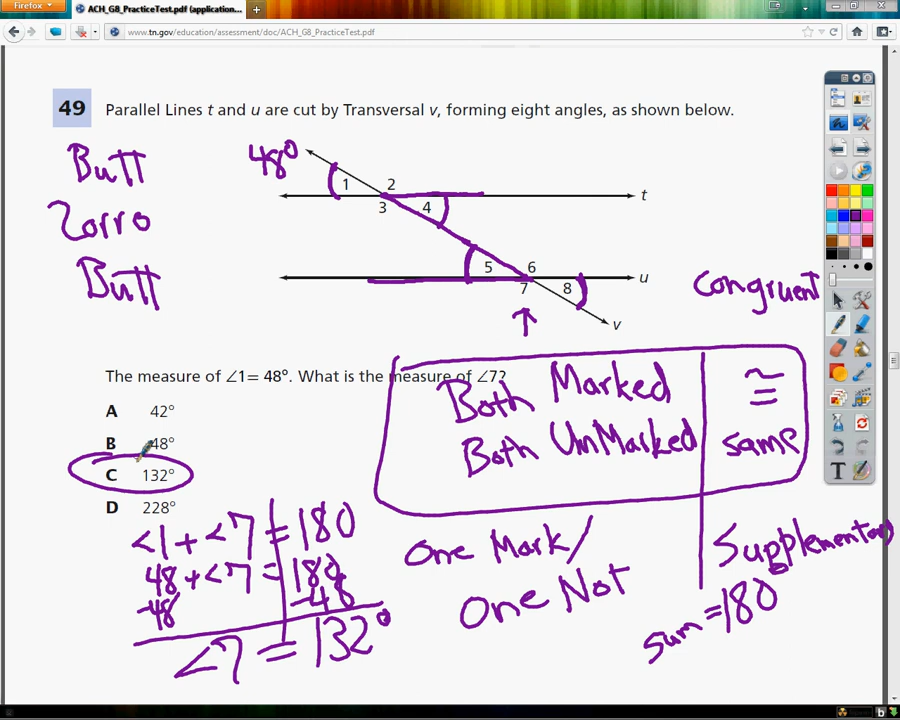 Firefox
ACH_G8_PracticeTest.pdf (application...
www.tn.gov/education/assessment/doc/ACH_G8_PracticeTest.pdf
49 Parallel Lines t and u are cut by Transversal v, forming eight angles, as shown below.
Butt
Zorro
Butt
48°
1 2
3 4
t
5 6
7 8
u
v
Congruent
The measure of ∠1= 48°. What is the measure of ∠7?
A 42°
B 48°
C 132°
D 228°
Both Marked ≅
Both UnMarked same
One Mark/
One Not
Supplementary
sum = 180°
<1 + <7 = 180
48 + <7 = 180
-48 -48
<7 = 132°
T